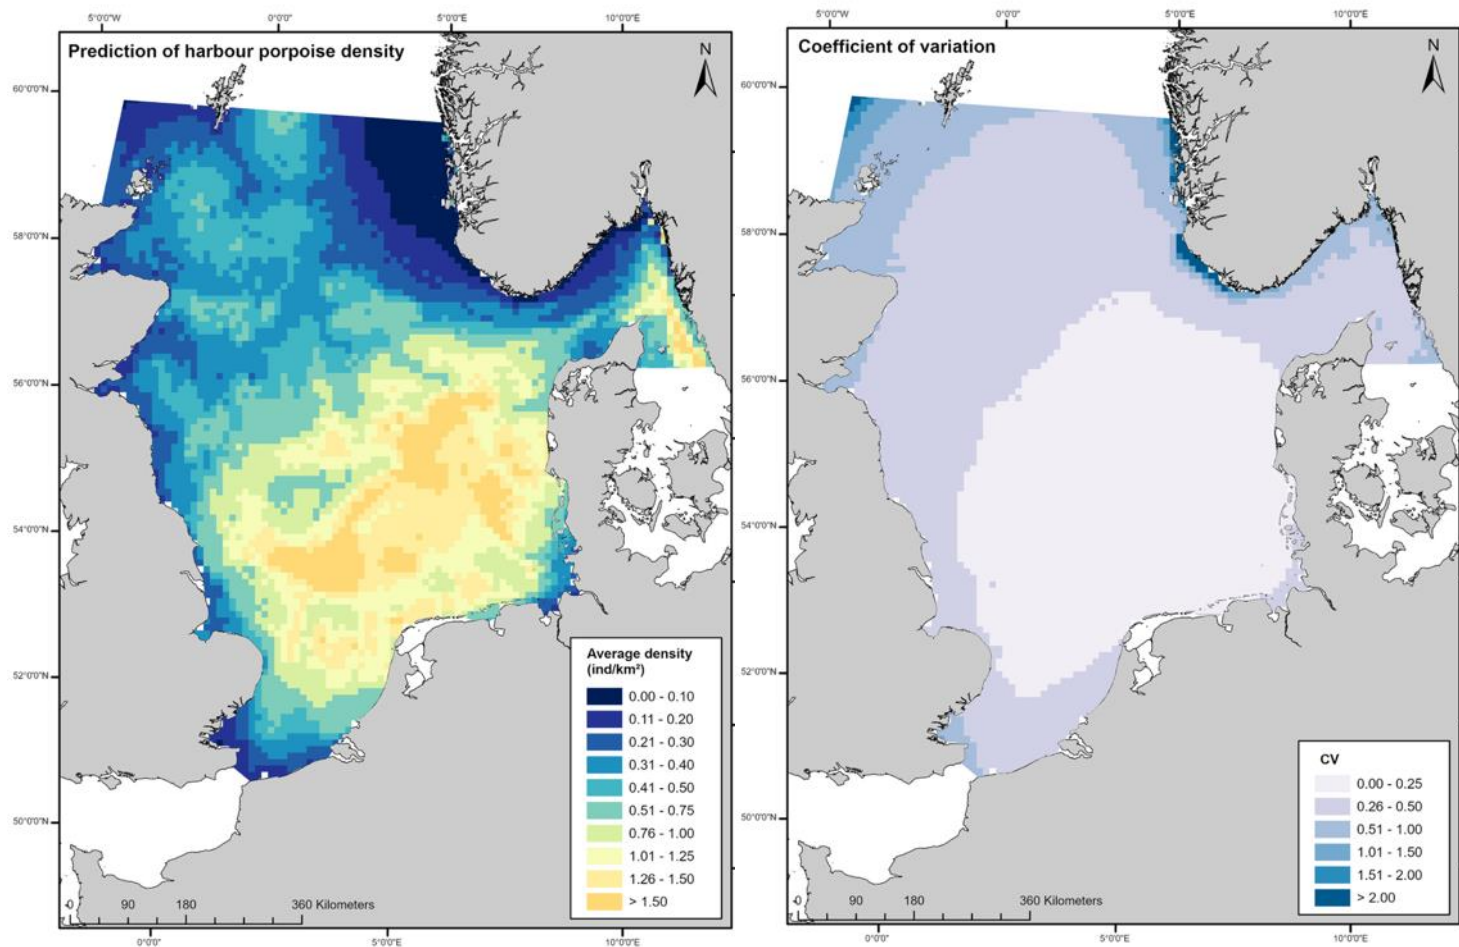 5°0'0"W 0°0'0" 5°0'0"E 10°0'0"E
Prediction of harbour porpoise density
N
60°0'0"N
58°0'0"N
56°0'0"N
54°0'0"N
52°0'0"N
50°0'0"N
Average density
(ind/km²)
0.00 - 0.10
0.11 - 0.20
0.21 - 0.30
0.31 - 0.40
0.41 - 0.50
0.51 - 0.75
0.76 - 1.00
1.01 - 1.25
1.26 - 1.50
> 1.50
0 90 180 360 Kilometers
0°0'0" 5°0'0"E 10°0'0"E
5°0'0"W 0°0'0" 5°0'0"E 10°0'0"E
Coefficient of variation
N
60°0'0"N
58°0'0"N
56°0'0"N
54°0'0"N
52°0'0"N
50°0'0"N
CV
0.00 - 0.25
0.26 - 0.50
0.51 - 1.00
1.01 - 1.50
1.51 - 2.00
> 2.00
0 90 180 360 Kilometers
0°0'0" 5°0'0"E 10°0'0"E